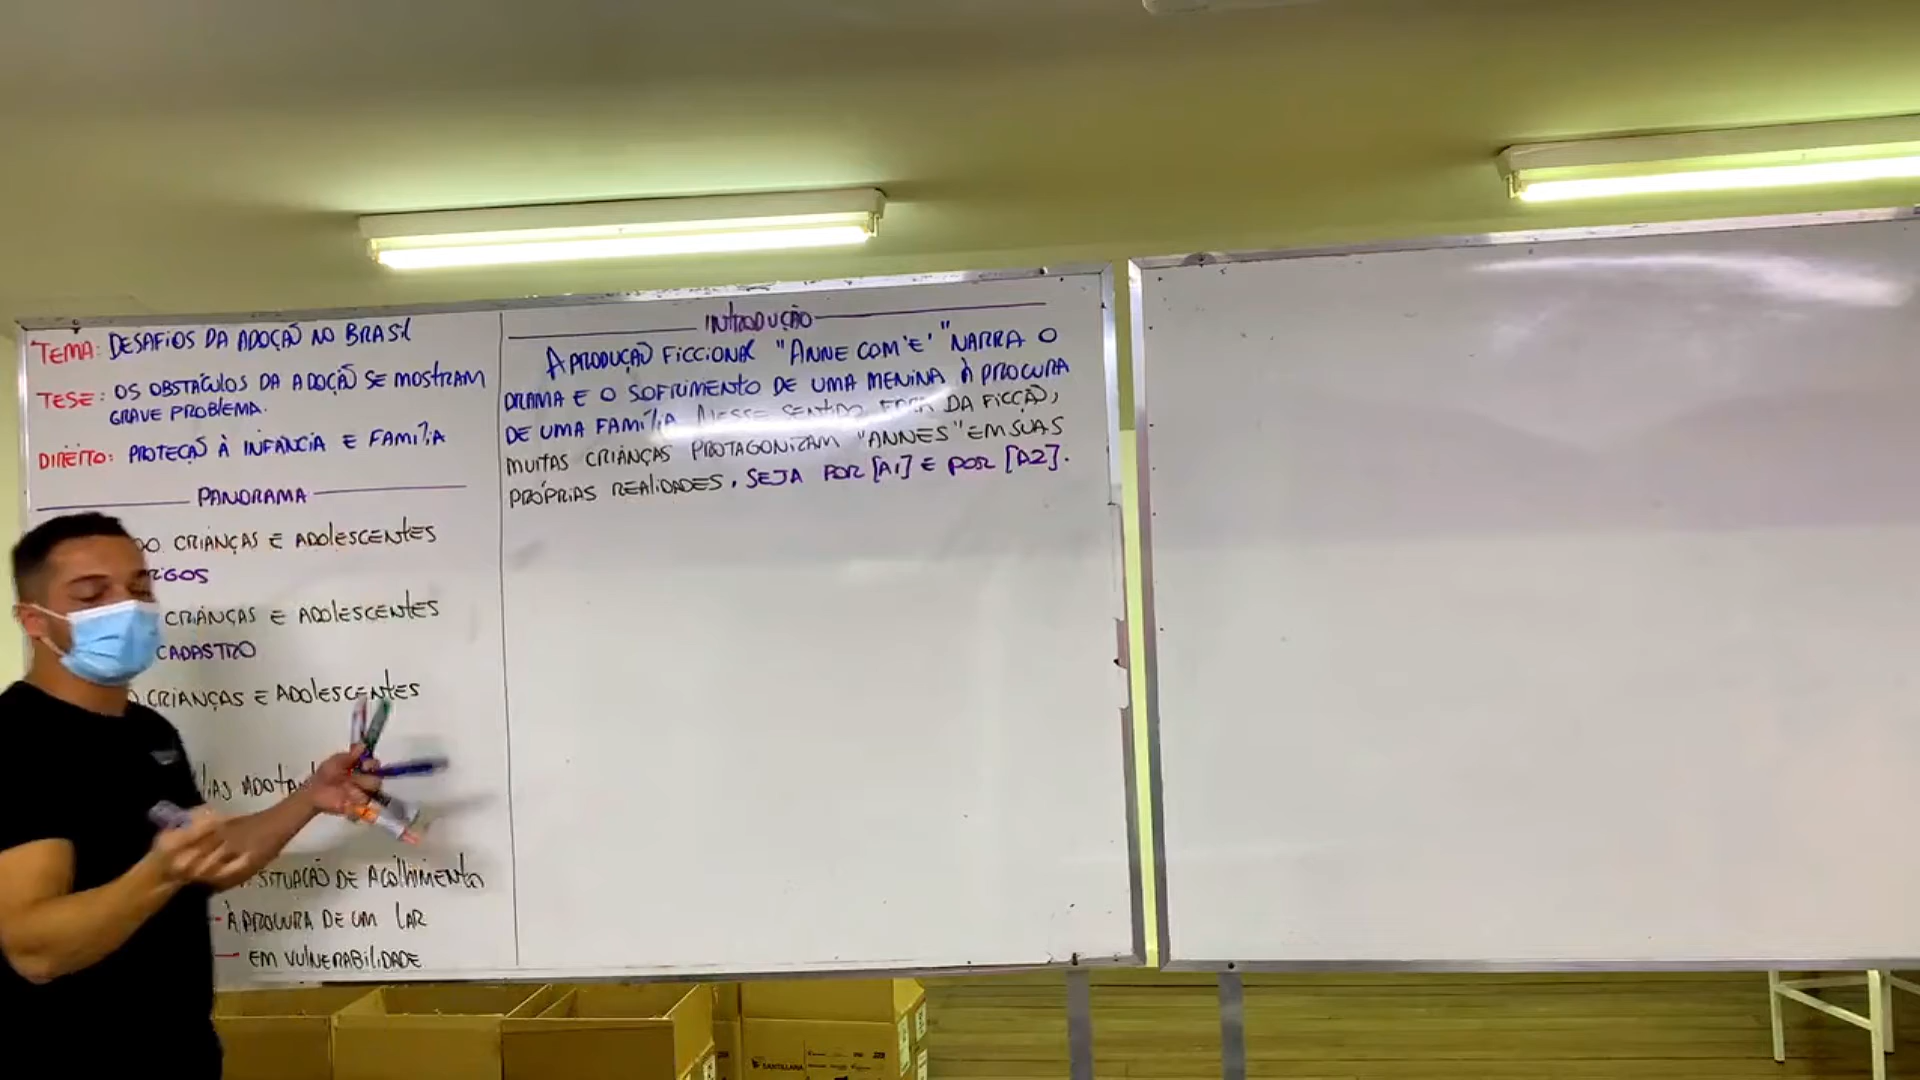 TEMA: DESAFIOS DA ADOÇÃO NO BRASIL
TESE: OS OBSTÁCULOS DA ADOÇÃO SE MOSTRAM
GRAVE PROBLEMA.
DIREITO: PROTEÇÃO À INFÂNCIA E FAMÍLIA
PANORAMA
CRIANÇAS E ADOLESCENTES
CRIANÇAS E ADOLESCENTES
CADASTRO
CRIANÇAS E ADOLESCENTES
SITUAÇÃO DE ACOLHIMENTO
À PROCURA DE UM LAR
EM VULNERABILIDADE
INTRODUÇÃO
A PRODUÇÃO FICCIONAL "ANNE COM 'E'" NARRA O
DRAMA E O SOFRIMENTO DE UMA MENINA À PROCURA
DE UMA FAMÍLIA NESSE SENTIDO, FORA DA FICÇÃO,
MUITAS CRIANÇAS PROTAGONIZAM "ANNES" EM SUAS
PRÓPRIAS REALIDADES, SEJA POR [A1] E POR [A2].
SANTILLANA